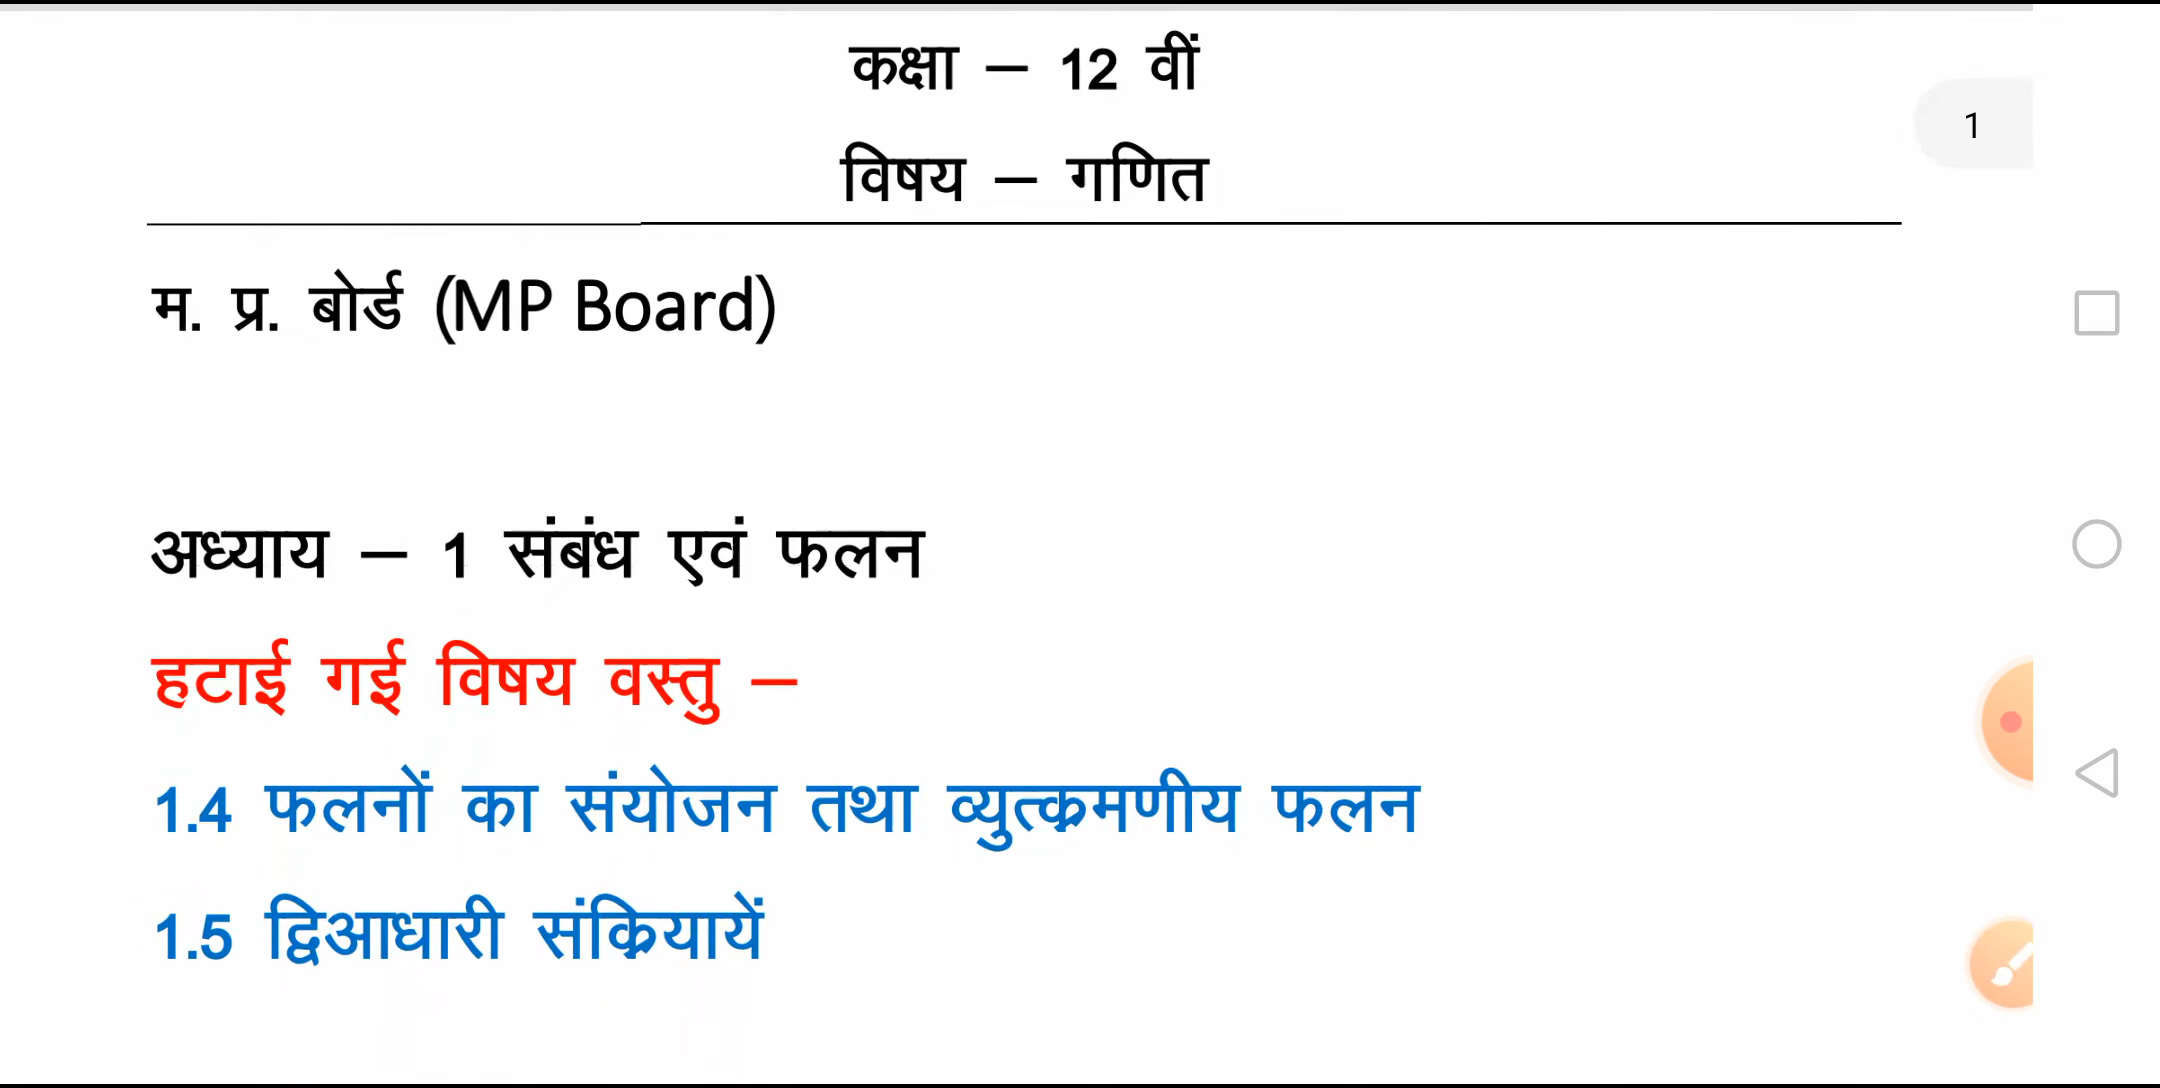 कक्षा – 12 वीं
1
विषय – गणित
म. प्र. बोर्ड (MP Board)
अध्याय – 1 संबंध एवं फलन
हटाई गई विषय वस्तु –
1.4 फलनों का संयोजन तथा व्युत्क्रमणीय फलन
1.5 द्विआधारी संक्रियायें